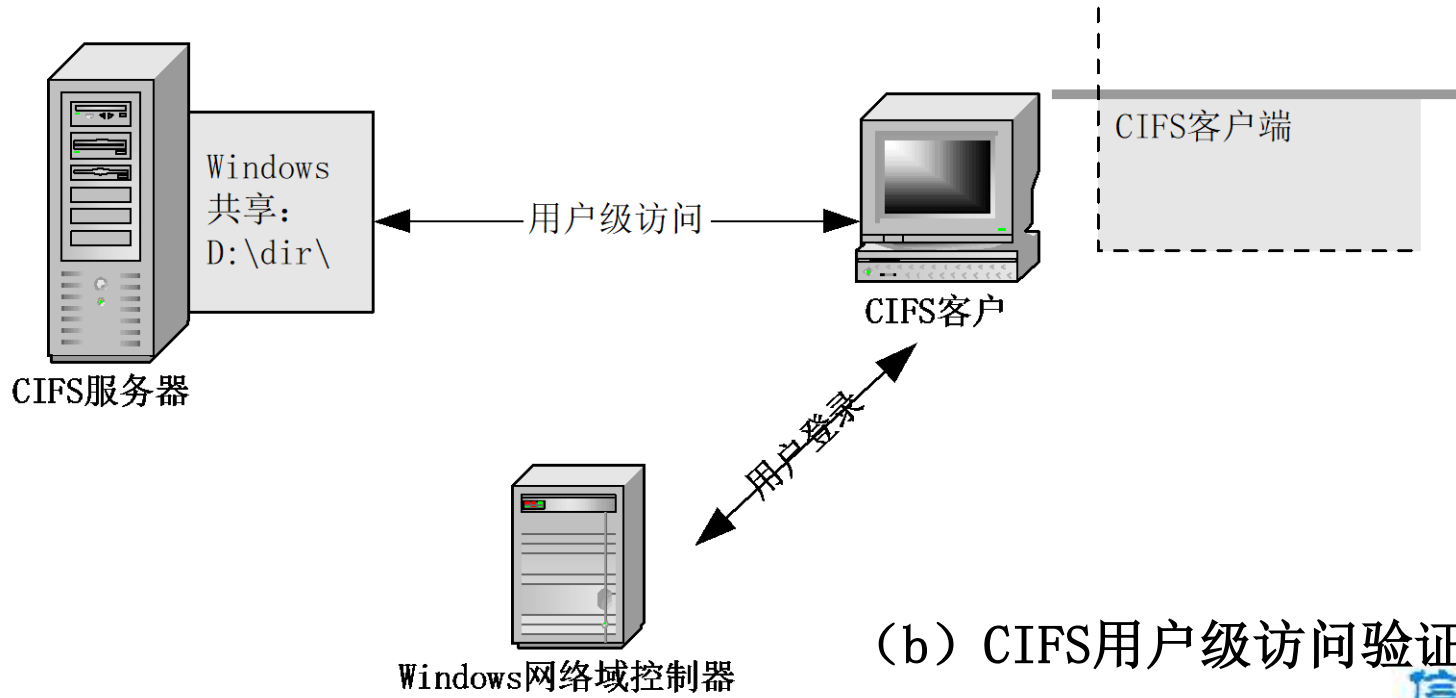 CIFS客户端
Windows
共享:
D:\dir\
用户级访问
CIFS客户
CIFS服务器
用户登录
Windows网络域控制器
（b）CIFS用户级访问验证